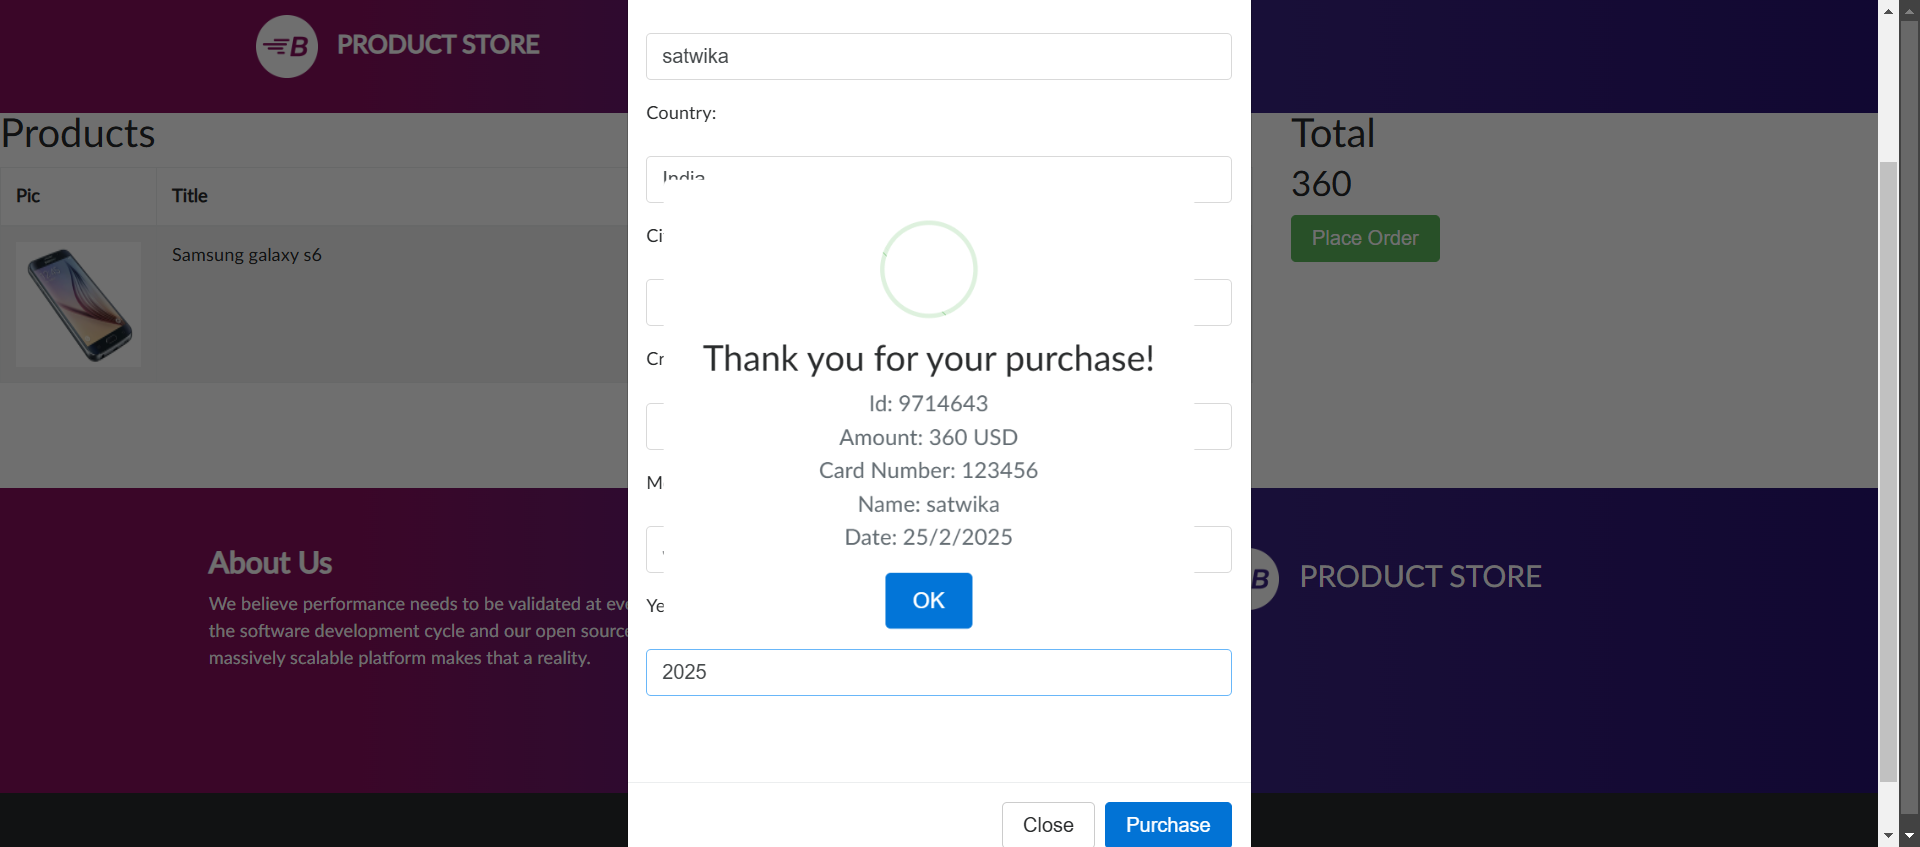 B PRODUCT STORE
Products
Pic
Title
Samsung galaxy s6
satwika
Country:
India
Ci
Cr
Ye
2025
Thank you for your purchase!
Id: 9714643
Amount: 360 USD
Card Number: 123456
Name: satwika
Date: 25/2/2025
OK
Close
Purchase
Total
360
Place Order
About Us
We believe performance needs to be validated at eve
the software development cycle and our open source
massively scalable platform makes that a reality.
B PRODUCT STORE